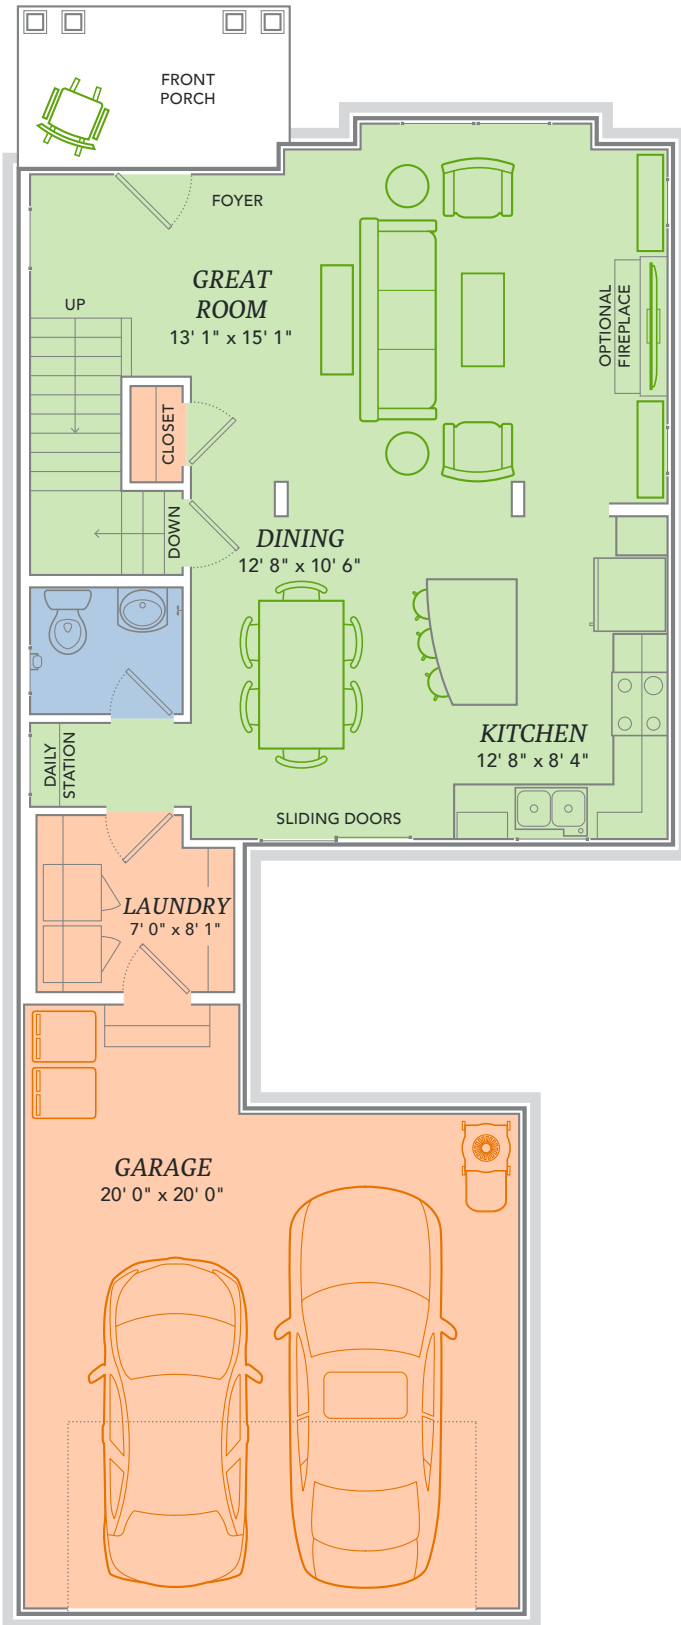 FRONT
PORCH
FOYER
GREAT
ROOM
13' 1" x 15' 1"
UP
OPTIONAL
FIREPLACE
CLOSET
DOWN
DINING
12' 8" x 10' 6"
KITCHEN
12' 8" x 8' 4"
DAILY
STATION
SLIDING DOORS
LAUNDRY
7' 0" x 8' 1"
GARAGE
20' 0" x 20' 0"